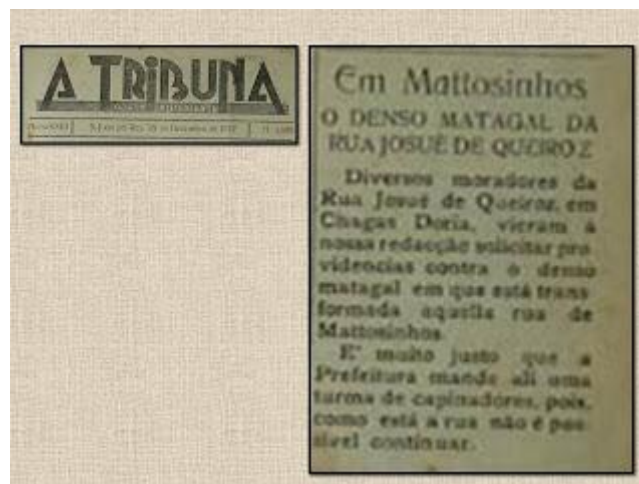 A TRIBUNA
Em Mattosinhos
O DENSO MATAGAL DA
RUA JOSUÉ DE QUEIROZ
Diversos moradores da
Rua Josué de Queiroz, em
Chagas Doria, vieram á
nossa redacção solicitar pro
videncias contra o denso
matagal em que está trans
formada aquella rua de
Mattosinhos.
E' muito justo que a
Prefeitura mande ali uma
turma de capinadores, pois,
como está a rua não é pos
sivel continuar.